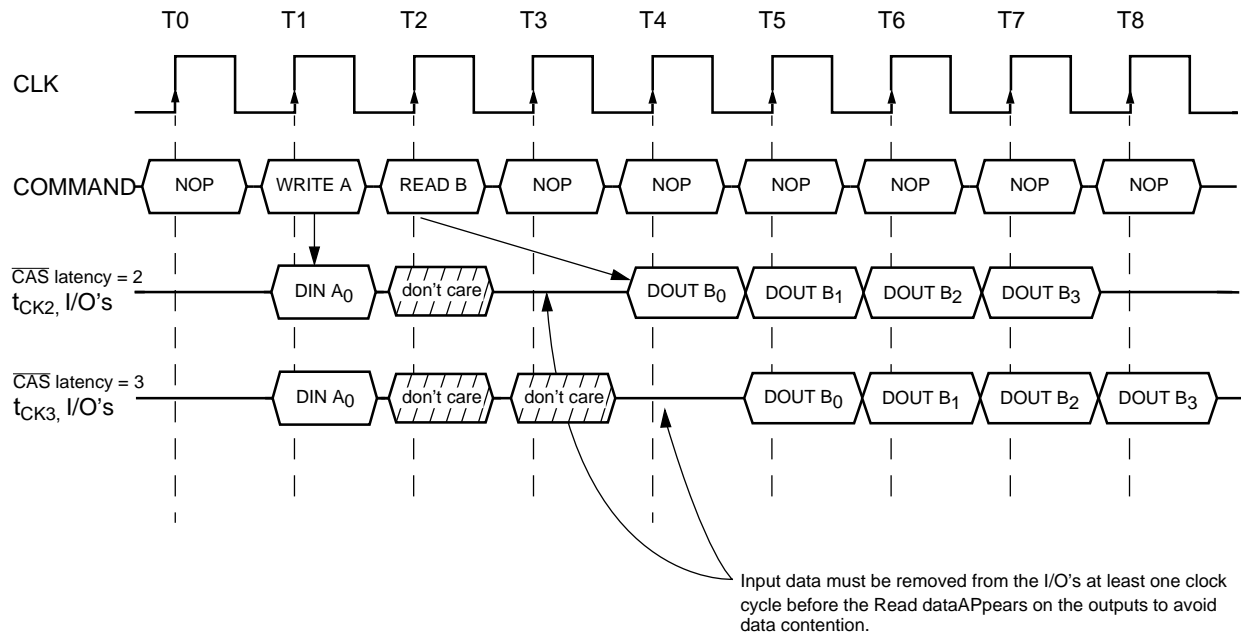 T0 T1 T2 T3 T4 T5 T6 T7 T8
CLK
COMMAND NOP WRITE A READ B NOP NOP NOP NOP NOP NOP
CAS latency = 2
tCK2, I/O's DIN A0 don't care DOUT B0 DOUT B1 DOUT B2 DOUT B3
CAS latency = 3
tCK3, I/O's DIN A0 don't care don't care DOUT B0 DOUT B1 DOUT B2 DOUT B3
Input data must be removed from the I/O's at least one clock
cycle before the Read dataAPpears on the outputs to avoid
data contention.